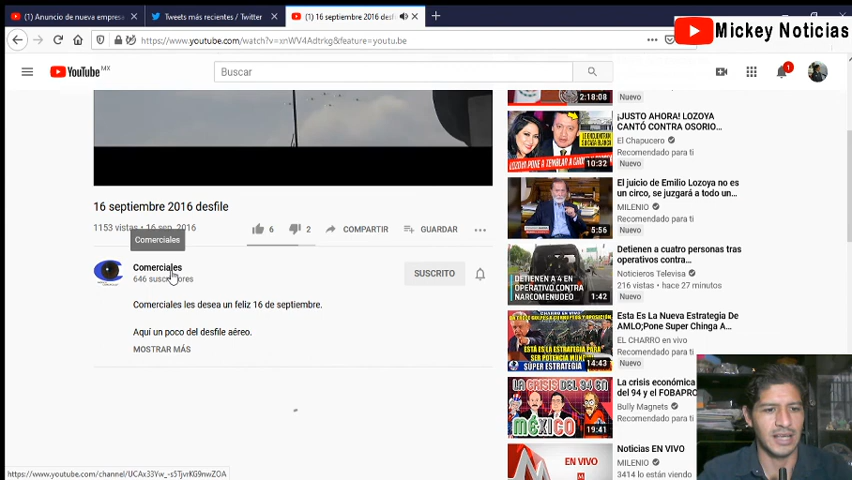 (1) Anuncio de nueva empresa
Tweets más recientes / Twitter
(1) 16 septiembre 2016 desfi
Mickey Noticias
https://www.youtube.com/watch?v=xnWV4Adtrkg&feature=youtu.be
YouTube MX
Buscar
1
2:18:08
Nuevo
¡JUSTO AHORA! LOZOYA
CANTÓ CONTRA OSORIO...
El Chapucero
Recomendado para ti
Nuevo
LOZOYA PONE A TEMBLAR A
10:32
El juicio de Emilio Lozoya no es
un circo, se juzgará a todo un...
MILENIO
Recomendado para ti
Nuevo
5:56
16 septiembre 2016 desfile
1153 vistas • 16 sep. 2016
6
2
COMPARTIR
GUARDAR
Comerciales
Comerciales
646 suscriptores
SUSCRITO
Comerciales les desea un feliz 16 de septiembre.
Aquí un poco del desfile aéreo.
MOSTRAR MÁS
Detienen a cuatro personas tras
operativos contra...
Noticieros Televisa
216 vistas • hace 27 minutos
Nuevo
DETIENEN A 4 EN
OPERATIVO CONTRA
NARCOMENUDEO
1:42
Esta Es La Nueva Estrategia De
AMLO;Pone Super Chinga A...
EL CHARRO en vivo
Recomendado para ti
ESTA ES LA ESTRATEGIA PARA
SER POTENCIA
SÚPER ESTRATEGIA
14:43
La crisis económica
del 94 y el FOBAPRO
Bully Magnets
Recomendado para ti
LA CRISIS DEL 94 EN
MÉXICO
19:41
Noticias EN VIVO
MILENIO
3414 lo están viendo
EN VIVO
https://www.youtube.com/channel/UCAx33Yw_-s5TjvrKG9nwZOA